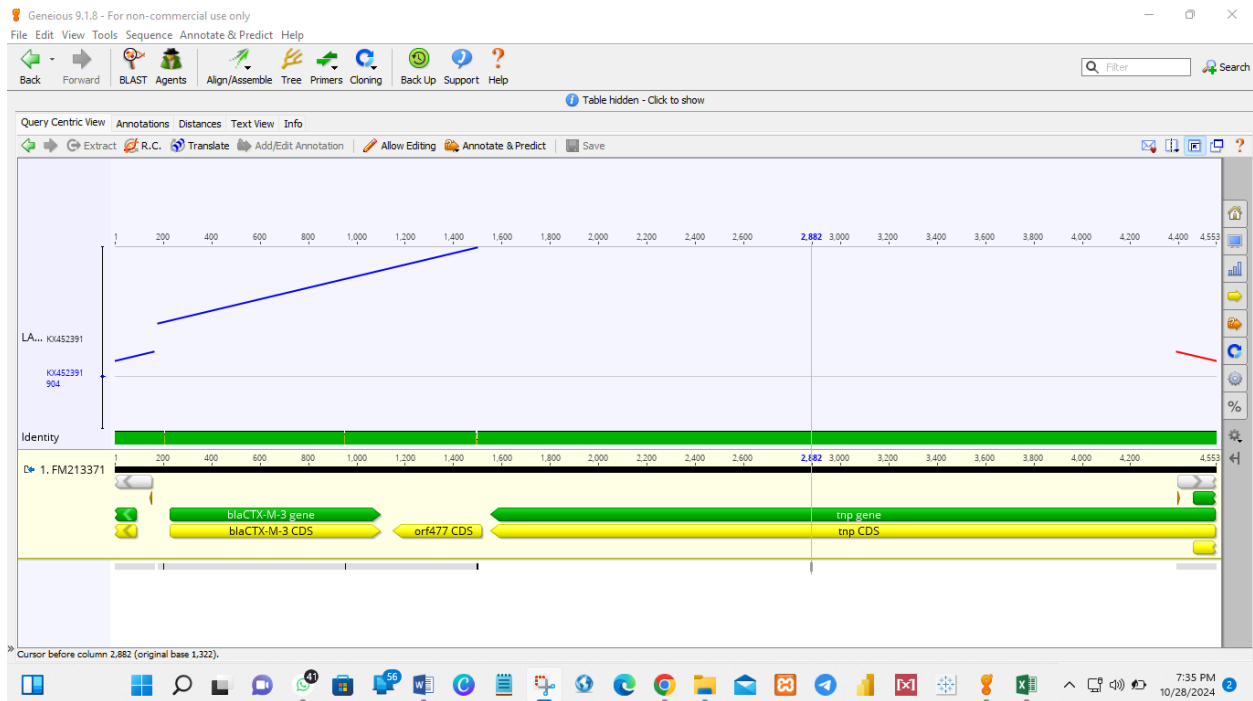 Geneious 9.1.8 - For non-commercial use only
File Edit View Tools Sequence Annotate & Predict Help
Back Forward BLAST Agents Align/Assemble Tree Primers Cloning Back Up Support Help Filter Search
Table hidden - Click to show
Query Centric View Annotations Distances Text View Info
Extract R.C. Translate Add/Edit Annotation Allow Editing Annotate & Predict Save
1 200 400 600 800 1,000 1,200 1,400 1,600 1,800 2,000 2,200 2,400 2,600 2,882 3,000 3,200 3,400 3,600 3,800 4,000 4,200 4,400 4,553
LA... KX452391
KX452391
904
%
Identity
1 200 400 600 800 1,000 1,200 1,400 1,600 1,800 2,000 2,200 2,400 2,600 2,882 3,000 3,200 3,400 3,600 3,800 4,000 4,200 4,553
1. FM213371
blaCTX-M-3 gene tnp gene
blaCTX-M-3 CDS orf477 CDS tnp CDS
Cursor before column 2,882 (original base 1,322).
41 56
7:35 PM
10/28/2024 2